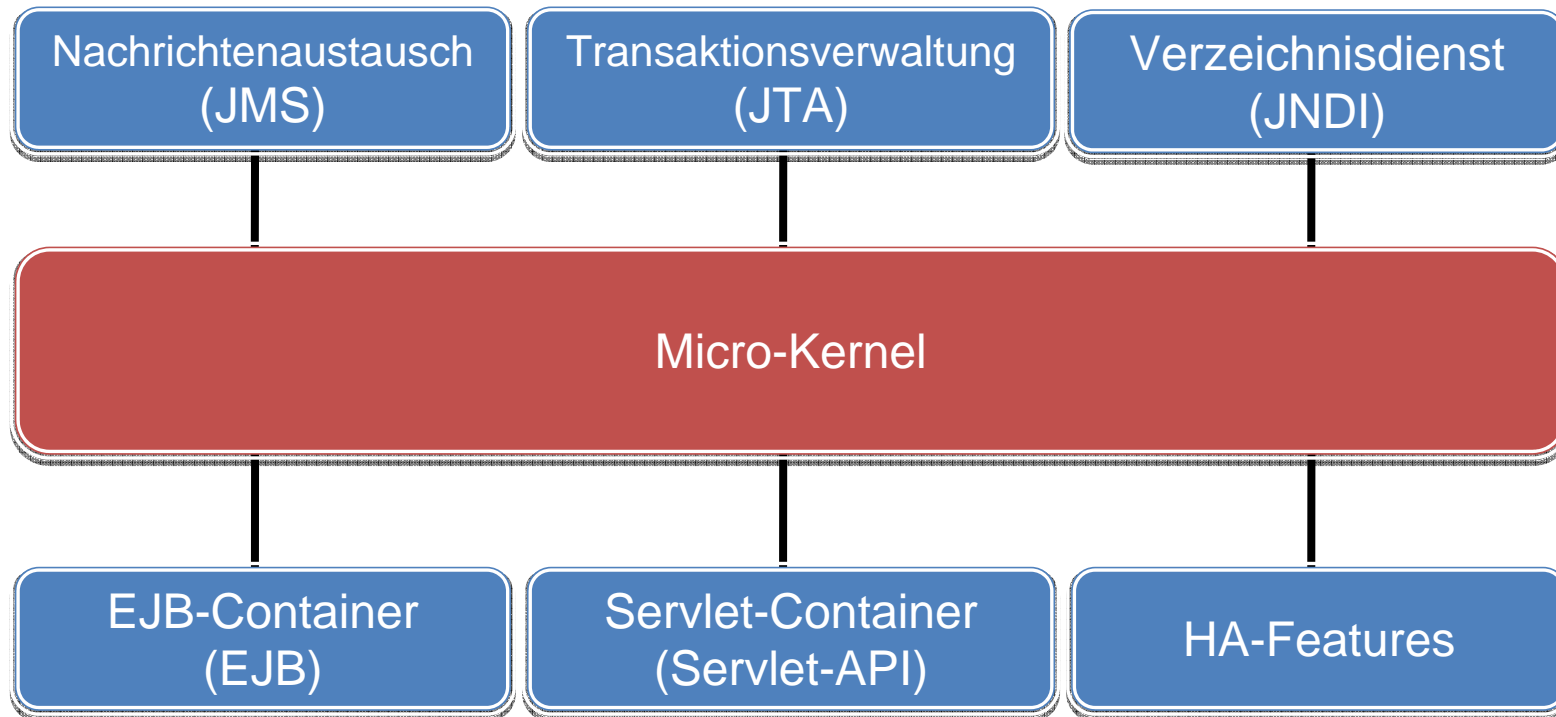 Nachrichtenaustausch
(JMS)
Transaktionsverwaltung
(JTA)
Verzeichnisdienst
(JNDI)
Micro-Kernel
EJB-Container
(EJB)
Servlet-Container
(Servlet-API)
HA-Features